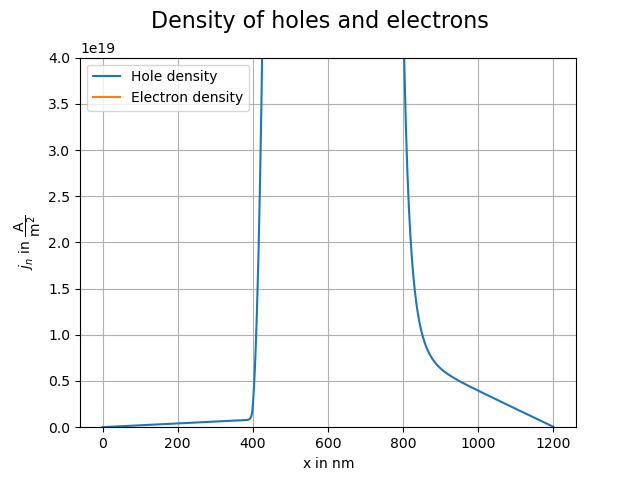 Density of holes and electrons
1e19
4.0
3.5
3.0
2.5
2.0
1.5
1.0
0.5
0.0
Hole density
Electron density
j_n in A/m^2
0 200 400 600 800 1000 1200
x in nm